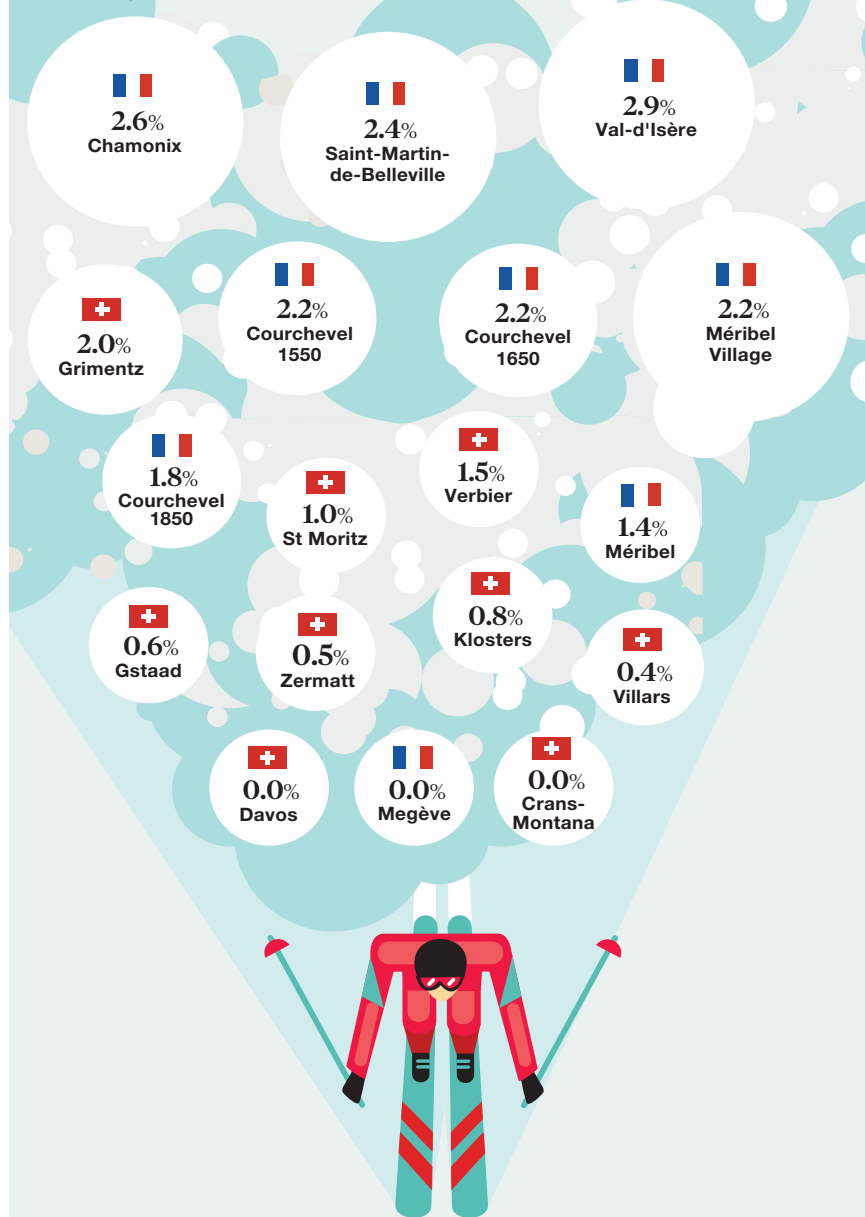 2.6%
Chamonix
2.4%
Saint-Martin-
de-Belleville
2.9%
Val-d'Isère
2.0%
Grimentz
2.2%
Courchevel
1550
2.2%
Courchevel
1650
2.2%
Méribel
Village
1.8%
Courchevel
1850
1.0%
St Moritz
1.5%
Verbier
1.4%
Méribel
0.6%
Gstaad
0.5%
Zermatt
0.8%
Klosters
0.4%
Villars
0.0%
Davos
0.0%
Megève
0.0%
Crans-
Montana